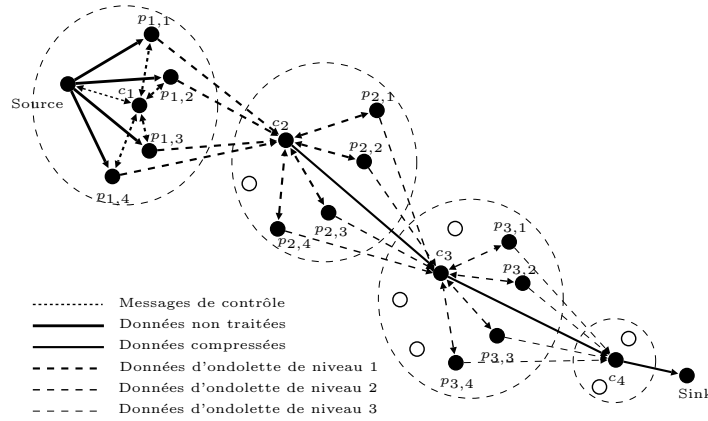 p1,1
Source
c1
p1,2
p1,3
p1,4
c2
p2,1
p2,2
p2,3
p2,4
c3
p3,1
p3,2
p3,3
p3,4
c4
Sink
Messages de contrôle
Données non traitées
Données compressées
Données d'ondolette de niveau 1
Données d'ondolette de niveau 2
Données d'ondolette de niveau 3